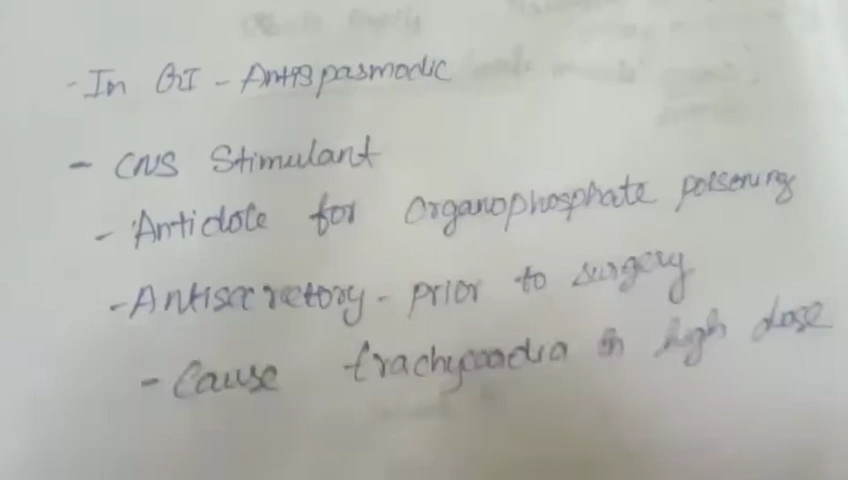 - In GI - Antispasmodic
- CNS Stimulant
- Antidote for Organophosphate poisoning
- Antisecretory - prior to surgery
- Cause trachycardia in high dose